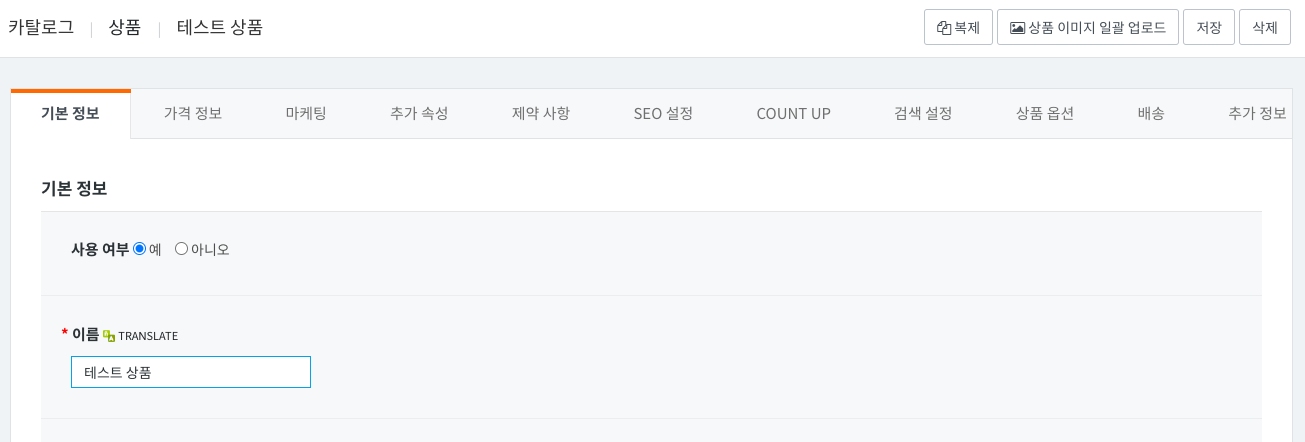 카탈로그 상품 테스트 상품 복제 상품 이미지 일괄 업로드 저장 삭제
기본 정보 가격 정보 마케팅 추가 속성 제약 사항 SEO 설정 COUNT UP 검색 설정 상품 옵션 배송 추가 정보
기본 정보
사용 여부 예 아니오
* 이름 TRANSLATE
테스트 상품